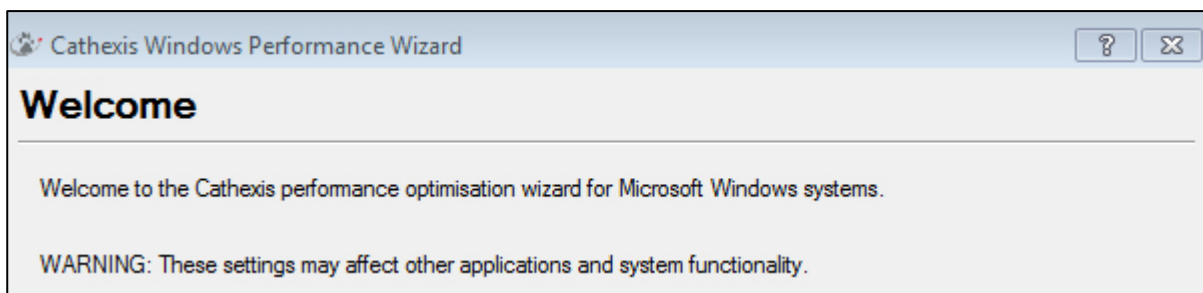 Cathexis Windows Performance Wizard
Welcome
Welcome to the Cathexis performance optimisation wizard for Microsoft Windows systems.
WARNING: These settings may affect other applications and system functionality.